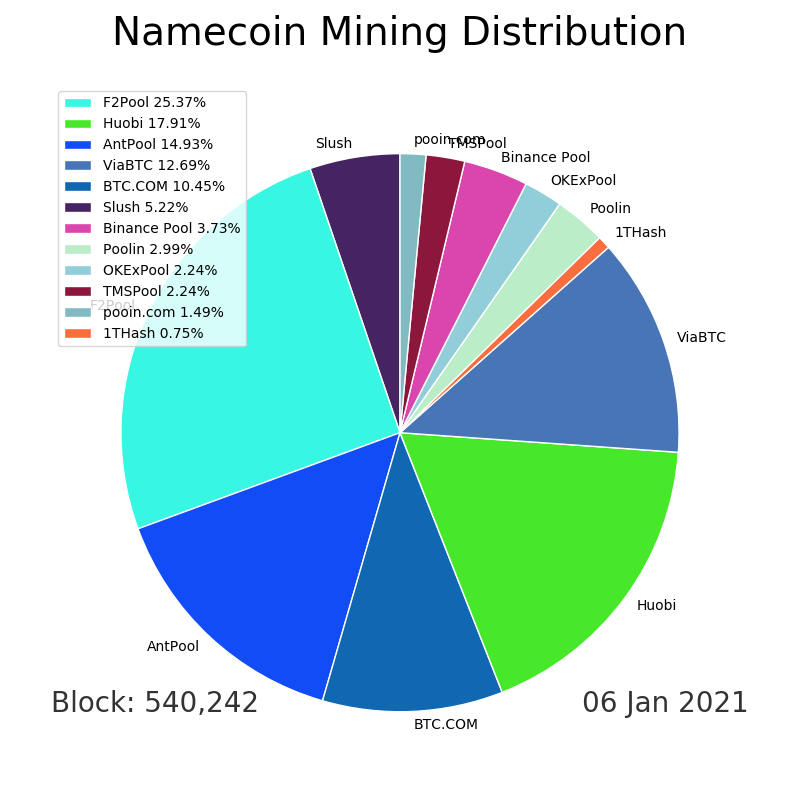 Namecoin Mining Distribution
F2Pool 25.37%
Huobi 17.91%
AntPool 14.93%
ViaBTC 12.69%
BTC.COM 10.45%
Slush 5.22%
Binance Pool 3.73%
Poolin 2.99%
OKExPool 2.24%
TMSPool 2.24%
pooin.com 1.49%
1THash 0.75%
Slush
pooin.com
TMSPool
Binance Pool
OKExPool
Poolin
1THash
F2Pool
ViaBTC
Huobi
AntPool
BTC.COM
Block: 540,242
06 Jan 2021